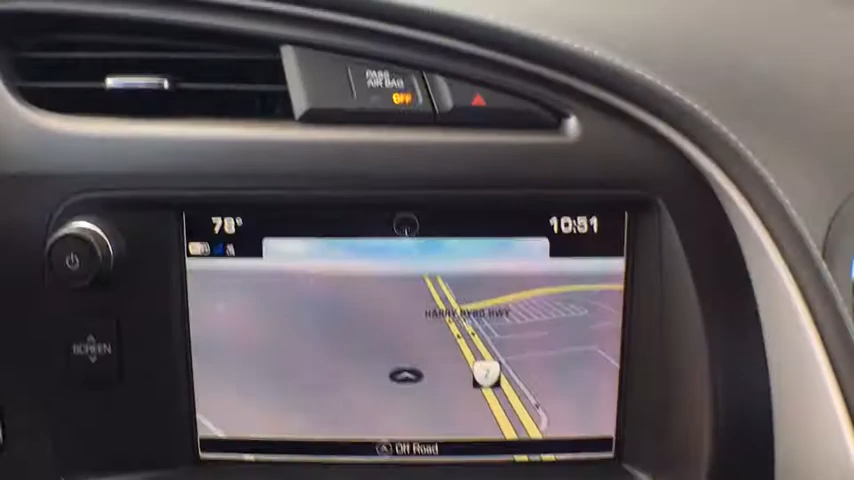 PASS
AIR BAG
OFF
78°
10:51
HARRY BYRD HWY
SCREEN
7
Off Road